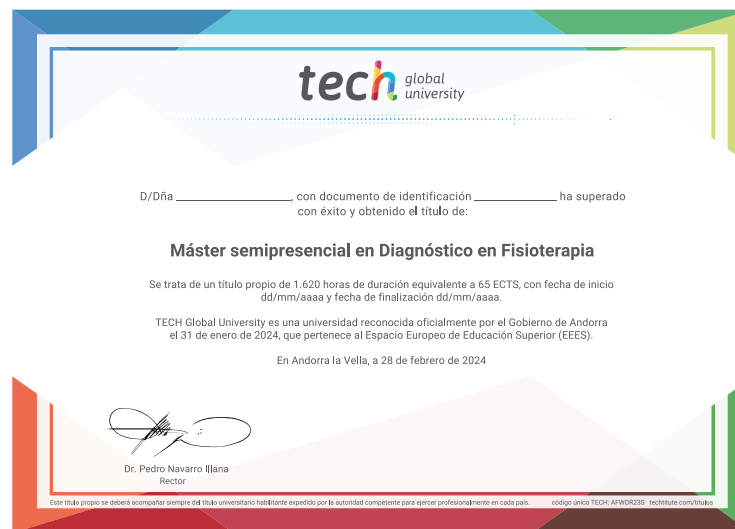 tech global
university
D/Dña ____________________, con documento de identificación ______________ ha superado
con éxito y obtenido el título de:
Máster semipresencial en Diagnóstico en Fisioterapia
Se trata de un título propio de 1.620 horas de duración equivalente a 65 ECTS, con fecha de inicio
dd/mm/aaaa y fecha de finalización dd/mm/aaaa.
TECH Global University es una universidad reconocida oficialmente por el Gobierno de Andorra
el 31 de enero de 2024, que pertenece al Espacio Europeo de Educación Superior (EEES).
En Andorra la Vella, a 28 de febrero de 2024
Dr. Pedro Navarro Illana
Rector
Este título propio se deberá acompañar siempre del título universitario habilitante expedido por la autoridad competente para ejercer profesionalmente en cada país. código único TECH: AFWOR23S techtitute.com/titulos